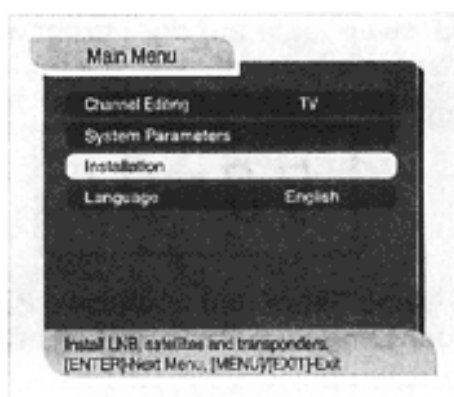 Main Menu
Channel Editing TV
System Parameters
Installation
Language English
Install LNB, satellites and transponders.
[ENTER]-Next Menu, [MENU]/[EXIT]-Exit